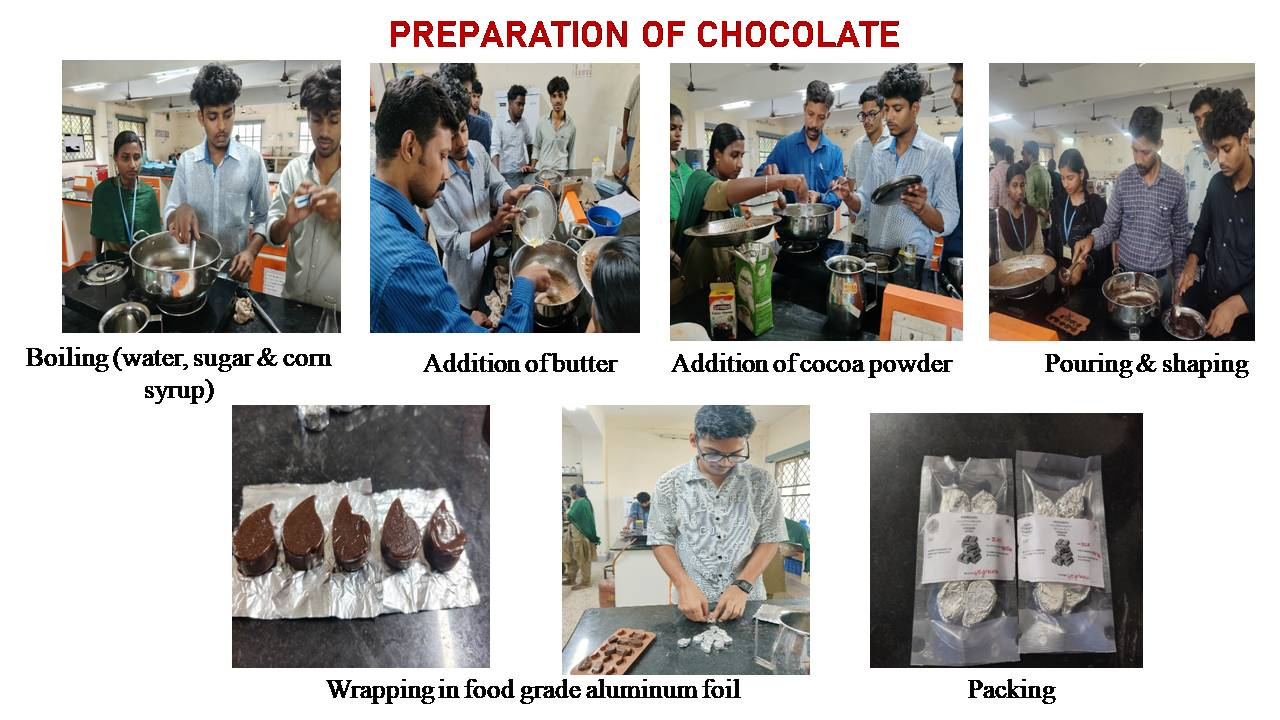 PREPARATION OF CHOCOLATE
Boiling (water, sugar & corn
syrup)
Addition of butter
Addition of cocoa powder
Pouring & shaping
Wrapping in food grade aluminum foil
Packing